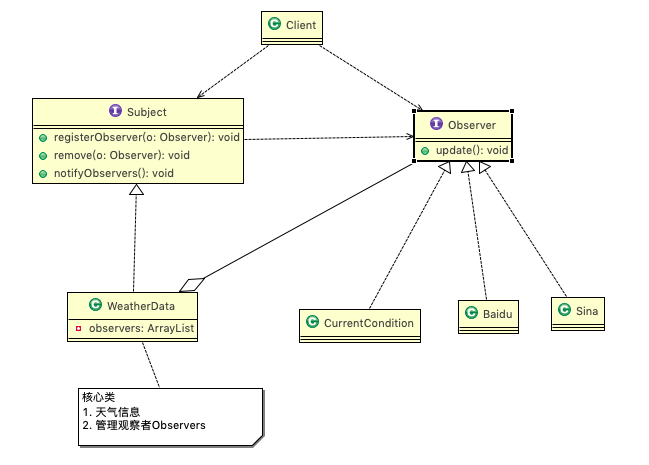 C Client
I Subject
registerObserver(o: Observer): void
remove(o: Observer): void
notifyObservers(): void
I Observer
update(): void
C WeatherData
observers: ArrayList
C CurrentCondition
C Baidu
C Sina
核心类
1. 天气信息
2. 管理观察者Observers